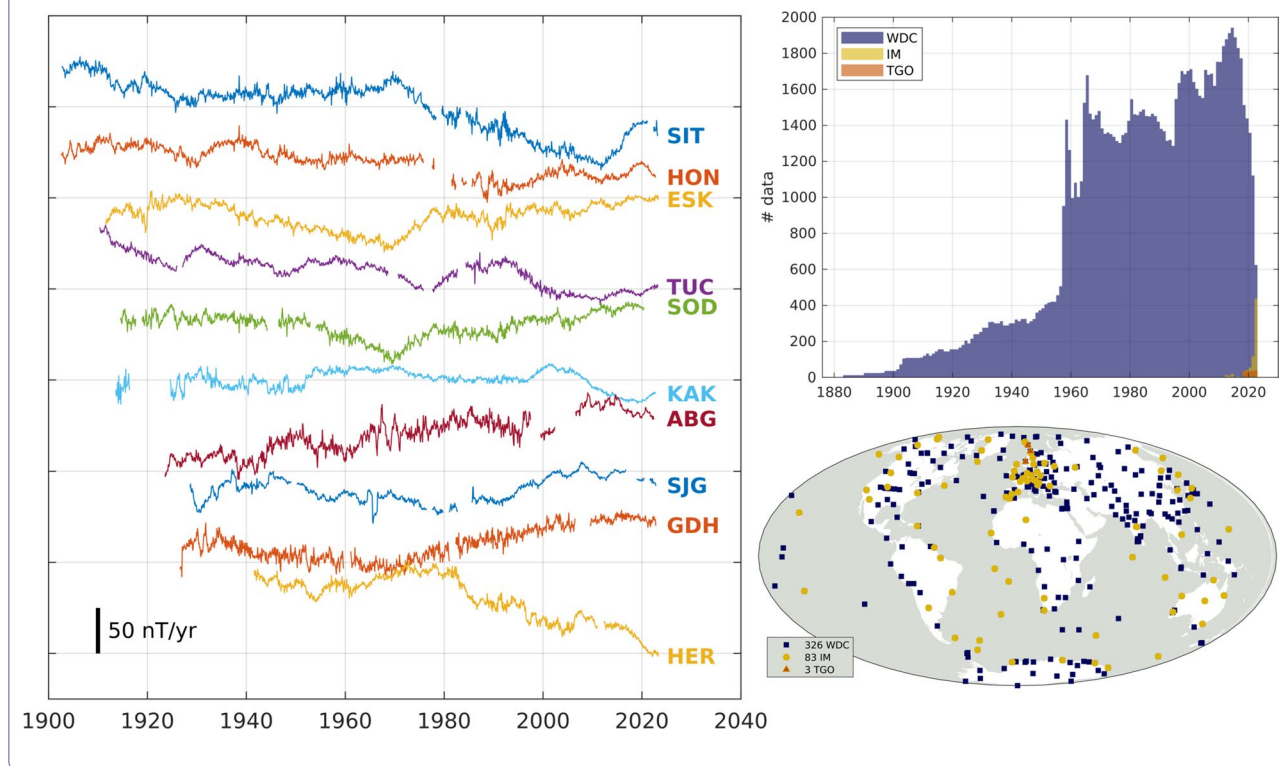 SIT
HON
ESK
TUC
SOD
KAK
ABG
SJG
GDH
HER
50 nT/yr
1900 1920 1940 1960 1980 2000 2020 2040
2000
1800
1600
1400
1200
1000
800
600
400
200
0
# data
WDC
IM
TGO
1880 1900 1920 1940 1960 1980 2000 2020
326 WDC
83 IM
3 TGO